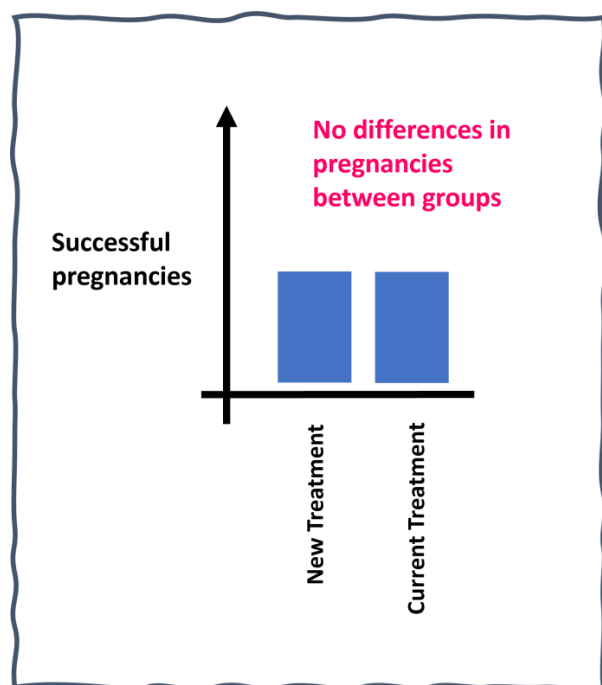 No differences in
pregnancies
between groups
Successful
pregnancies
New Treatment
Current Treatment